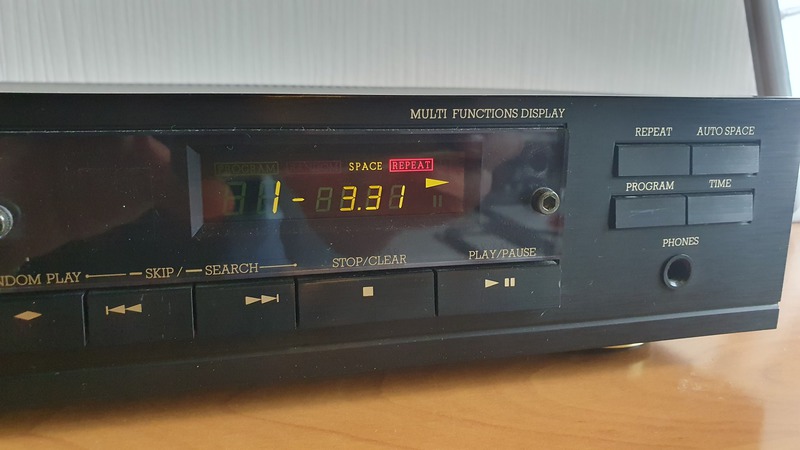 MULTI FUNCTIONS DISPLAY
REPEAT AUTO SPACE
PROGRAM SPACE REPEAT
1 - 3.31
PROGRAM TIME
PHONES
NDOM PLAY SKIP / SEARCH STOP/CLEAR PLAY/PAUSE